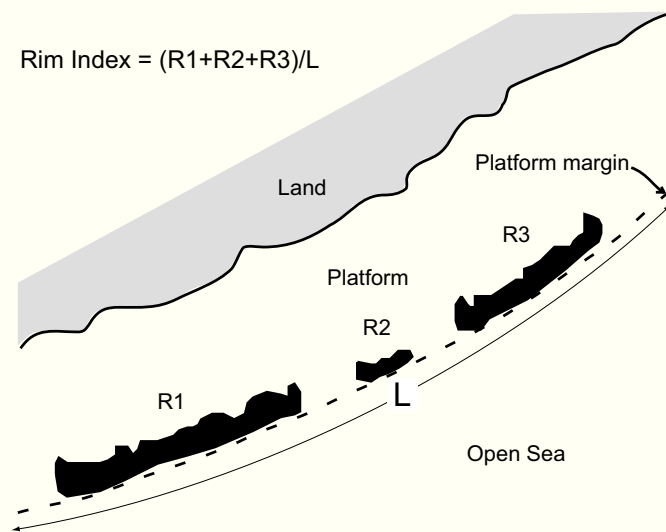 Rim Index = (R1+R2+R3)/L
Platform margin
Land
R3
Platform
R2
L
R1
Open Sea